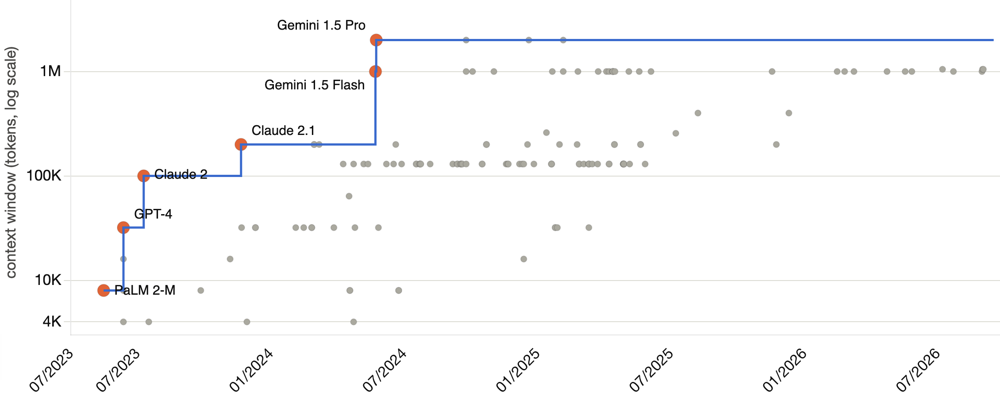 Gemini 1.5 Pro
1M
Gemini 1.5 Flash
Claude 2.1
100K
Claude 2
GPT-4
10K
PaLM 2-M
4K
context window (tokens, log scale)
07/2023
07/2023
01/2024
07/2024
01/2025
07/2025
01/2026
07/2026